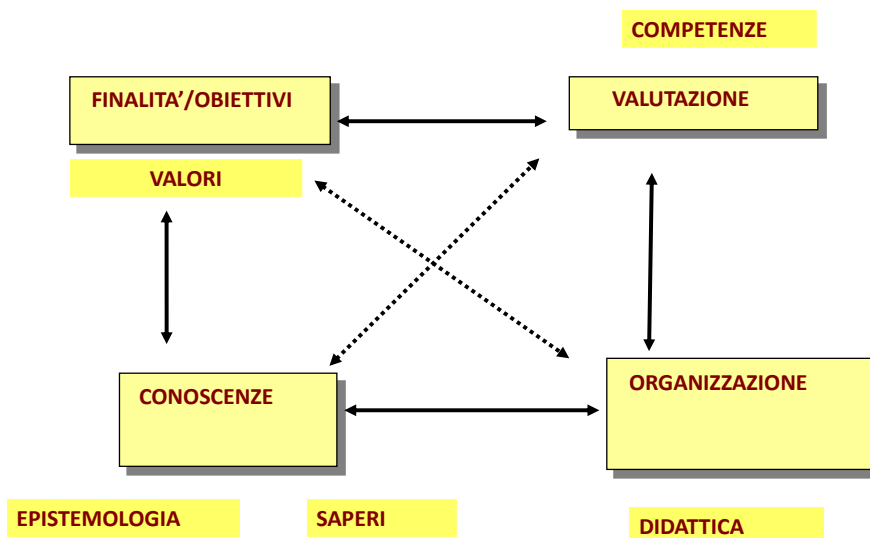 COMPETENZE
FINALITA’/OBIETTIVI
VALUTAZIONE
VALORI
CONOSCENZE
ORGANIZZAZIONE
EPISTEMOLOGIA
SAPERI
DIDATTICA